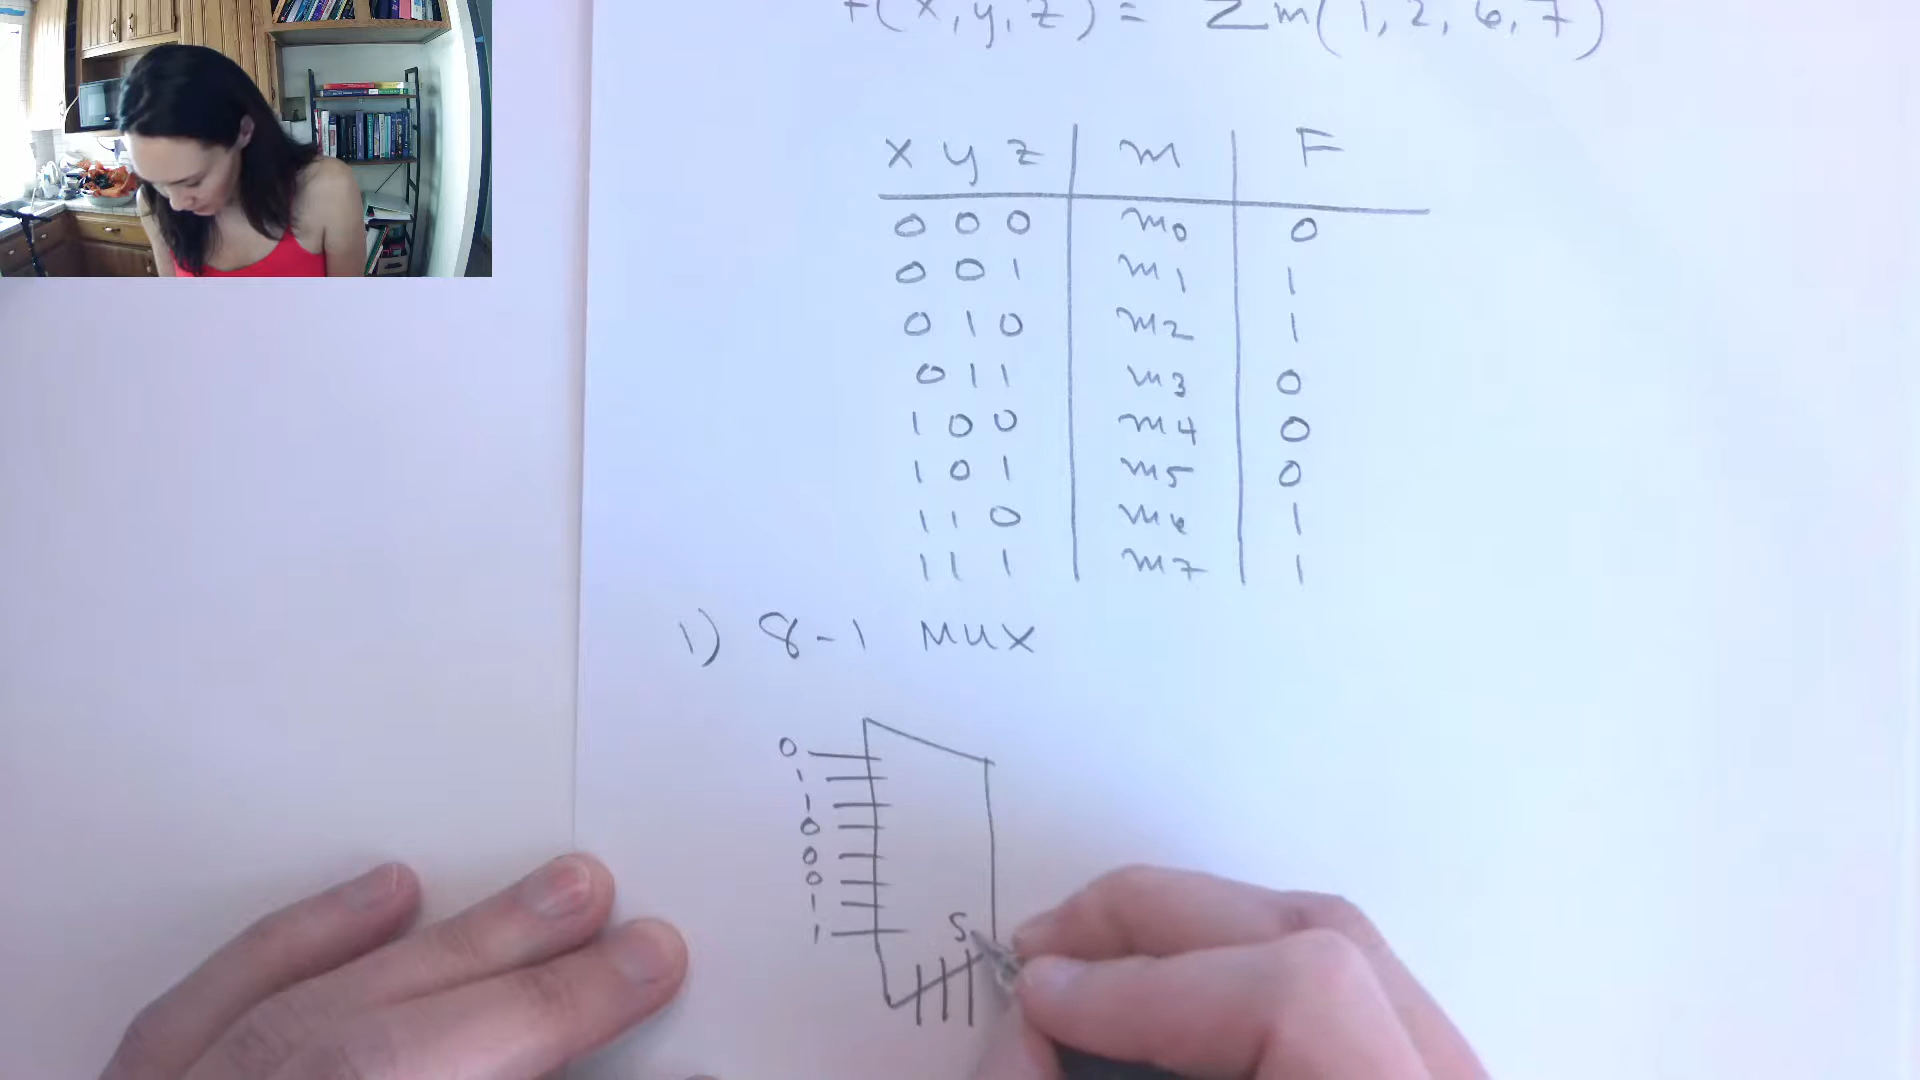 F(x,y,z) = Σm(1, 2, 6, 7)
x y z | m | F
0 0 0 | m0 | 0
0 0 1 | m1 | 1
0 1 0 | m2 | 1
0 1 1 | m3 | 0
1 0 0 | m4 | 0
1 0 1 | m5 | 0
1 1 0 | m6 | 1
1 1 1 | m7 | 1
1) 8-1 MUX
0
1
1
0
0
0
1
1
S